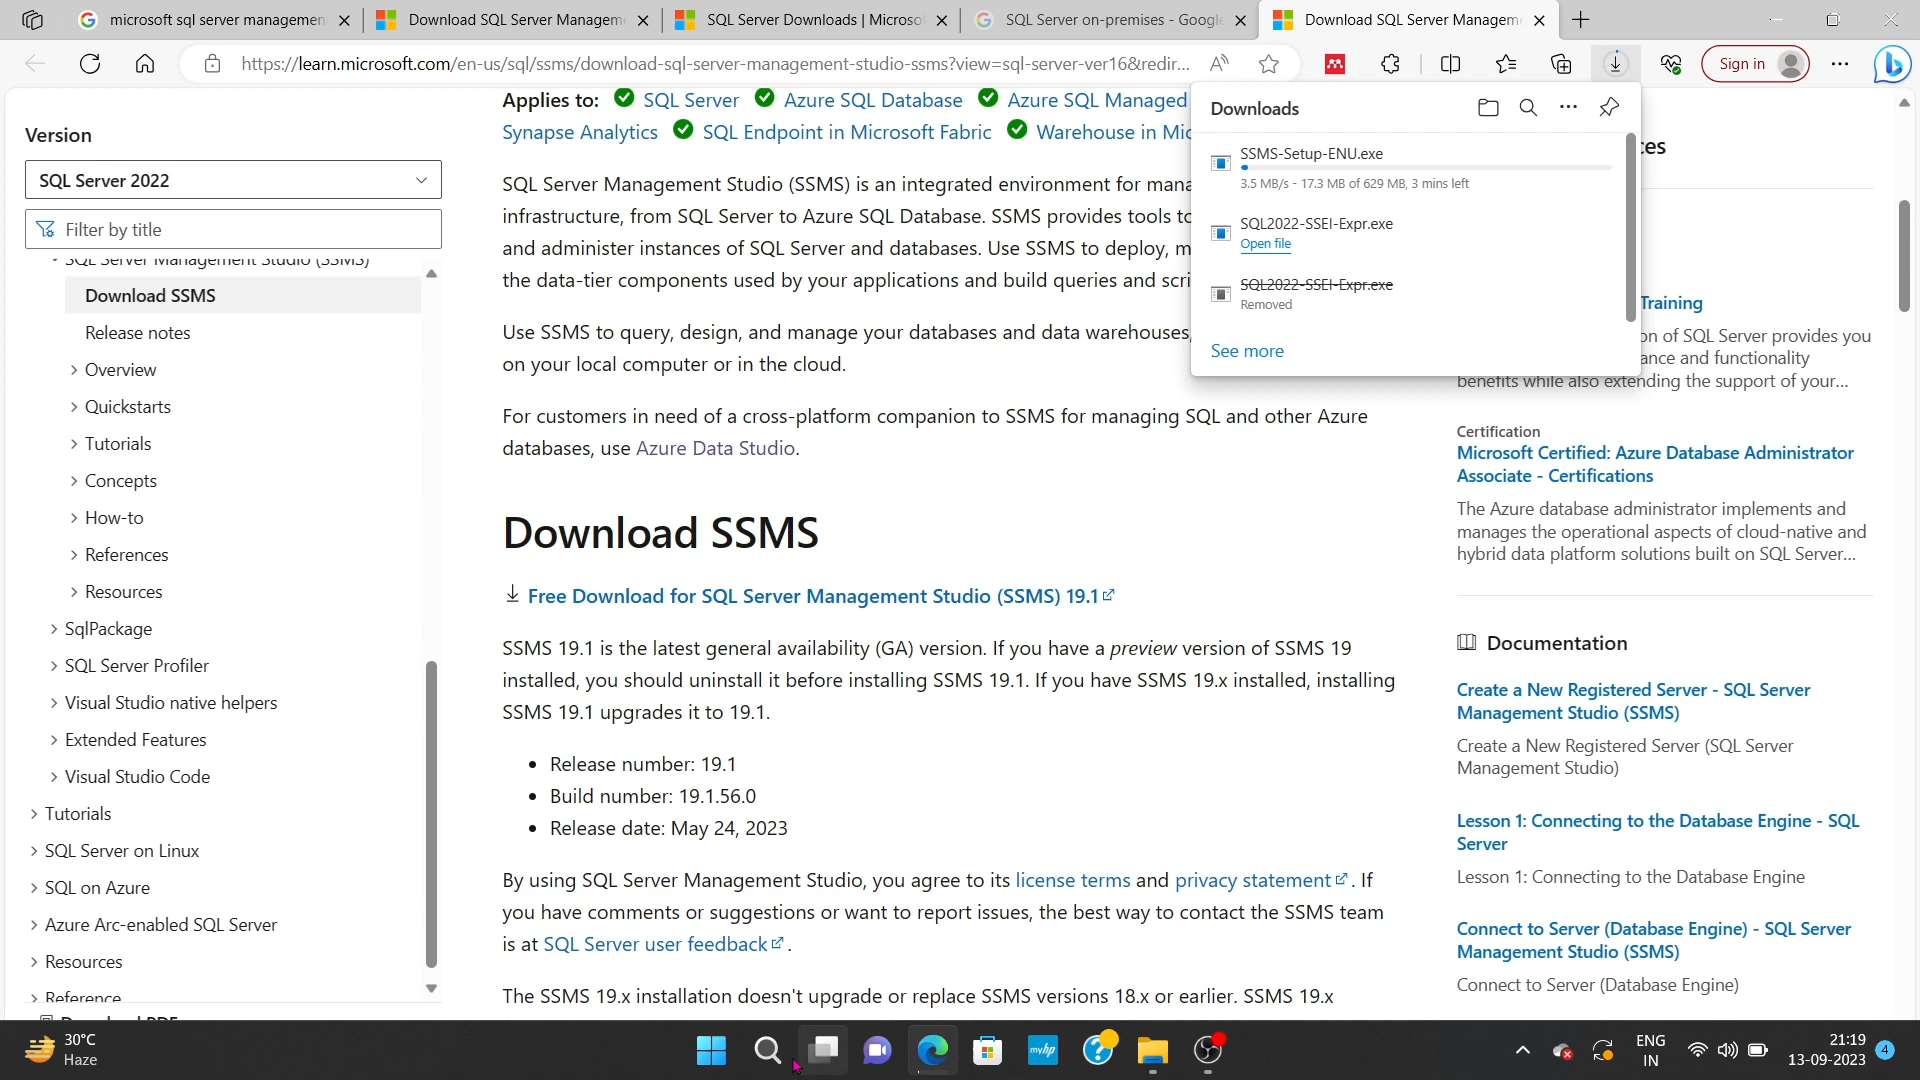 microsoft sql server managemen
Download SQL Server Managem
SQL Server Downloads | Microso
SQL Server on-premises - Google
Download SQL Server Managem
https://learn.microsoft.com/en-us/sql/ssms/download-sql-server-management-studio-ssms?view=sql-server-ver16&redir...
Sign in
Version
SQL Server 2022
Filter by title
SQL Server Management Studio (SSMS)
Download SSMS
Release notes
Overview
Quickstarts
Tutorials
Concepts
How-to
References
Resources
SqlPackage
SQL Server Profiler
Visual Studio native helpers
Extended Features
Visual Studio Code
Tutorials
SQL Server on Linux
SQL on Azure
Azure Arc-enabled SQL Server
Resources
Reference
Download PDF
Applies to: SQL Server Azure SQL Database Azure SQL Managed
Synapse Analytics SQL Endpoint in Microsoft Fabric Warehouse in Mic
SQL Server Management Studio (SSMS) is an integrated environment for mana
infrastructure, from SQL Server to Azure SQL Database. SSMS provides tools to
and administer instances of SQL Server and databases. Use SSMS to deploy, m
the data-tier components used by your applications and build queries and scri
Use SSMS to query, design, and manage your databases and data warehouses,
on your local computer or in the cloud.
For customers in need of a cross-platform companion to SSMS for managing SQL and other Azure
databases, use Azure Data Studio.
Download SSMS
Free Download for SQL Server Management Studio (SSMS) 19.1
SSMS 19.1 is the latest general availability (GA) version. If you have a preview version of SSMS 19
installed, you should uninstall it before installing SSMS 19.1. If you have SSMS 19.x installed, installing
SSMS 19.1 upgrades it to 19.1.
• Release number: 19.1
• Build number: 19.1.56.0
• Release date: May 24, 2023
By using SQL Server Management Studio, you agree to its license terms and privacy statement. If
you have comments or suggestions or want to report issues, the best way to contact the SSMS team
is at SQL Server user feedback.
The SSMS 19.x installation doesn't upgrade or replace SSMS versions 18.x or earlier. SSMS 19.x
Downloads
SSMS-Setup-ENU.exe
3.5 MB/s - 17.3 MB of 629 MB, 3 mins left
SQL2022-SSEI-Expr.exe
Open file
SQL2022-SSEI-Expr.exe
Removed
See more
ces
Training
on of SQL Server provides you
ance and functionality
benefits while also extending the support of your...
Certification
Microsoft Certified: Azure Database Administrator
Associate - Certifications
The Azure database administrator implements and
manages the operational aspects of cloud-native and
hybrid data platform solutions built on SQL Server...
Documentation
Create a New Registered Server - SQL Server
Management Studio (SSMS)
Create a New Registered Server (SQL Server
Management Studio)
Lesson 1: Connecting to the Database Engine - SQL
Server
Lesson 1: Connecting to the Database Engine
Connect to Server (Database Engine) - SQL Server
Management Studio (SSMS)
Connect to Server (Database Engine)
30°C
Haze
myhp
ENG
IN
21:19
13-09-2023
4